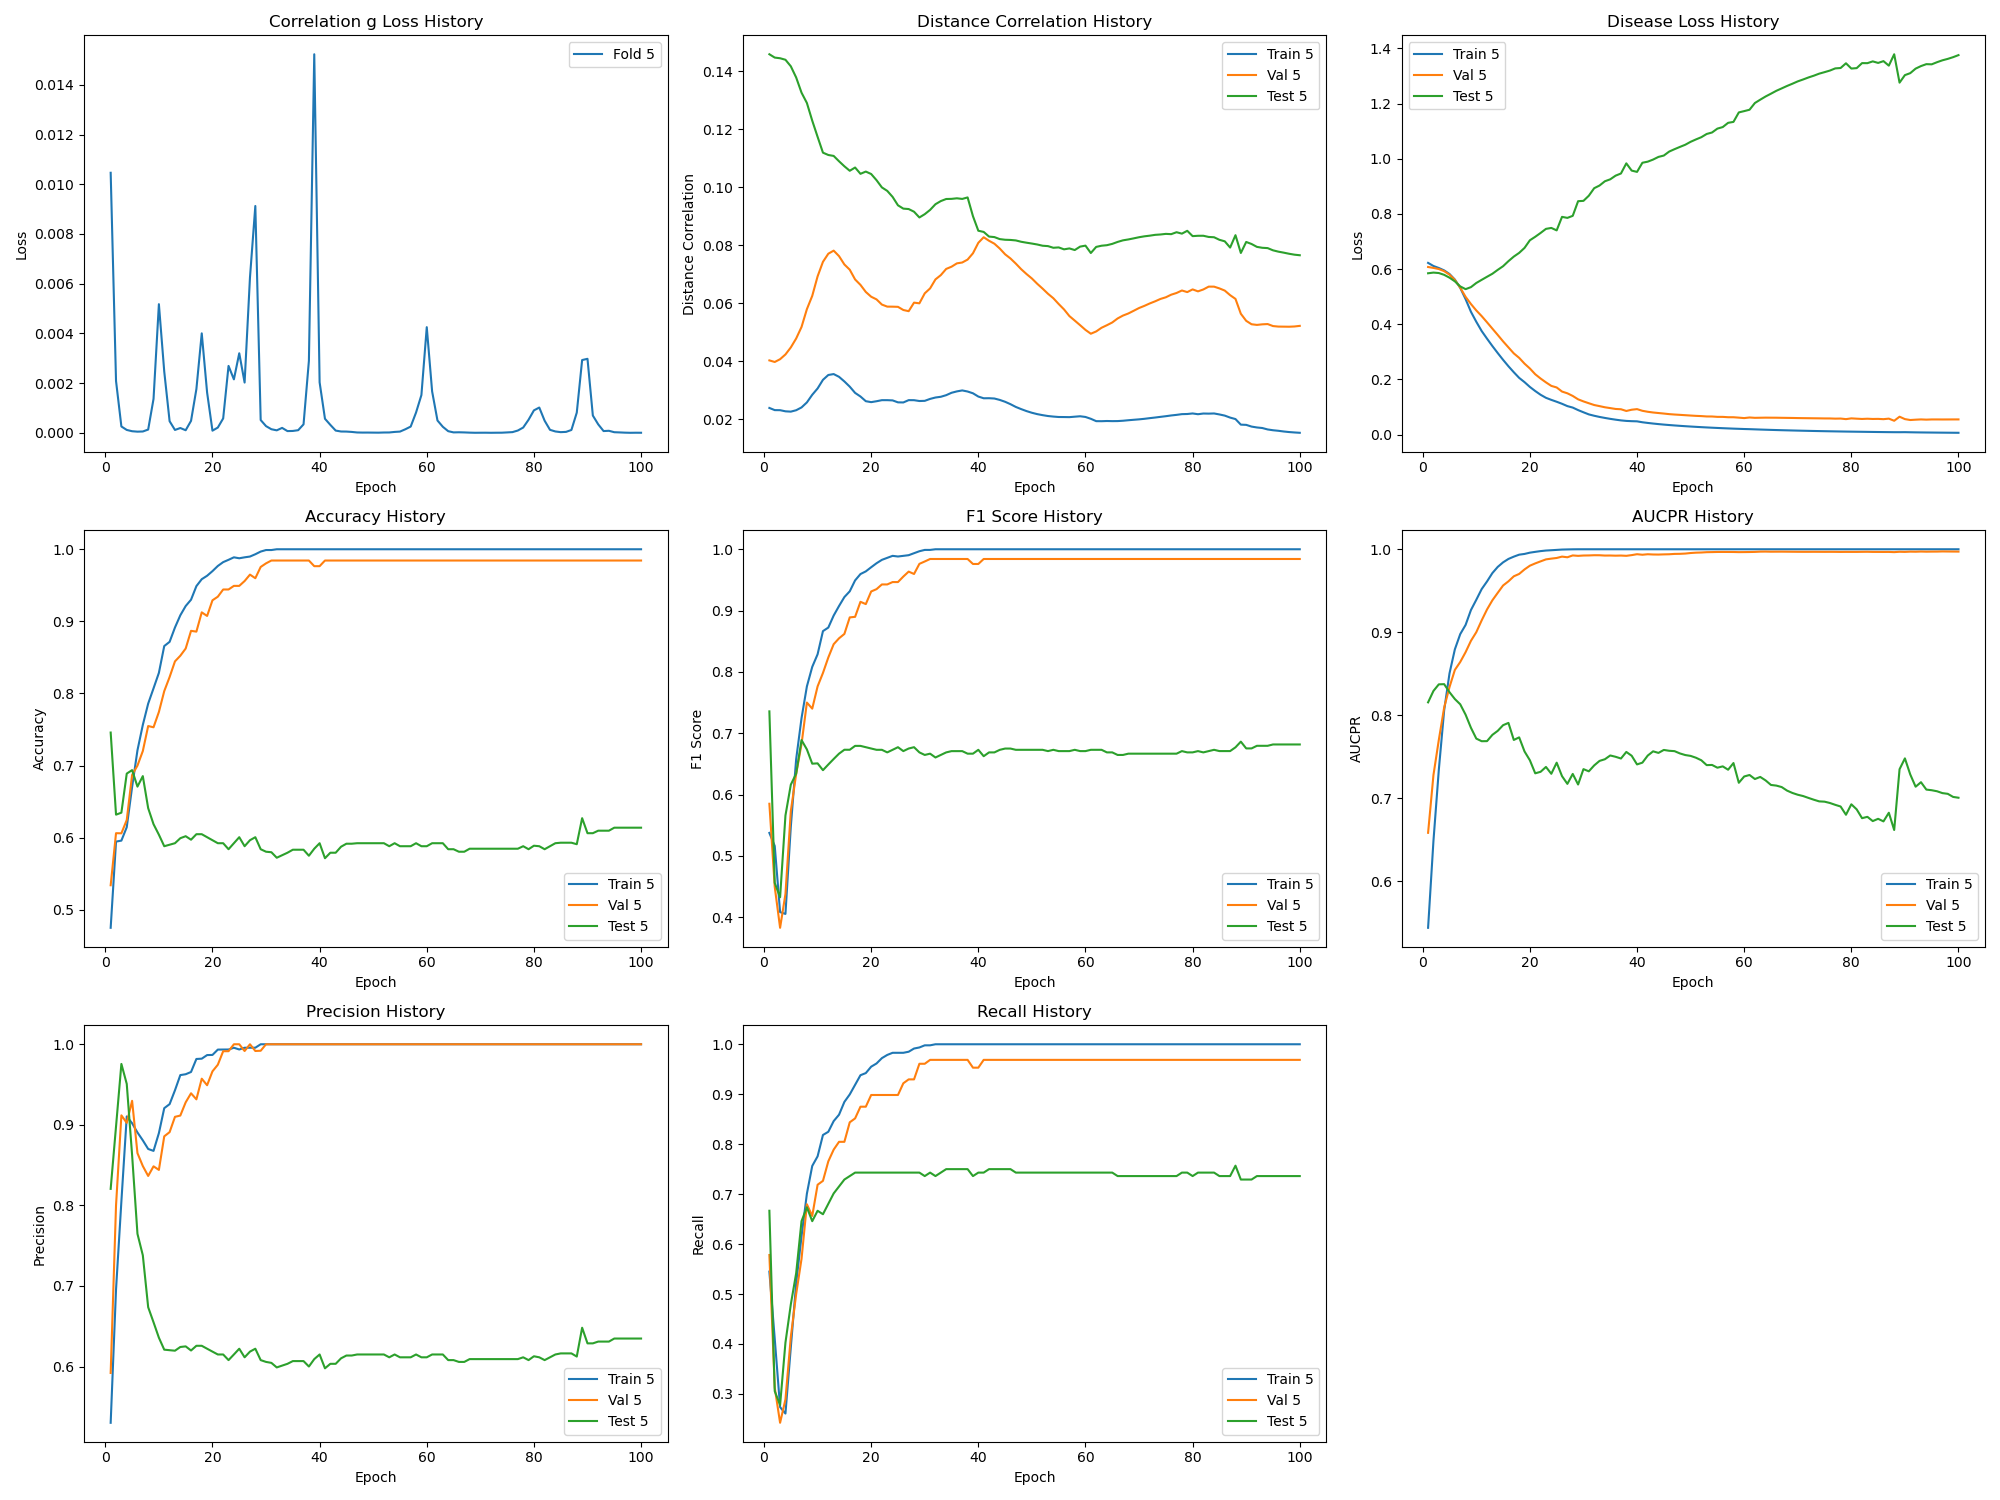 Correlation g Loss History
Loss
0.014
0.012
0.010
0.008
0.006
0.004
0.002
0.000
0 20 40 60 80 100
Epoch
Fold 5
Distance Correlation History
Distance Correlation
0.14
0.12
0.10
0.08
0.06
0.04
0.02
0 20 40 60 80 100
Epoch
Train 5
Val 5
Test 5
Disease Loss History
Loss
1.4
1.2
1.0
0.8
0.6
0.4
0.2
0.0
0 20 40 60 80 100
Epoch
Train 5
Val 5
Test 5
Accuracy History
Accuracy
1.0
0.9
0.8
0.7
0.6
0.5
0 20 40 60 80 100
Epoch
Train 5
Val 5
Test 5
F1 Score History
F1 Score
1.0
0.9
0.8
0.7
0.6
0.5
0.4
0 20 40 60 80 100
Epoch
Train 5
Val 5
Test 5
AUCPR History
AUCPR
1.0
0.9
0.8
0.7
0.6
0 20 40 60 80 100
Epoch
Train 5
Val 5
Test 5
Precision History
Precision
1.0
0.9
0.8
0.7
0.6
0 20 40 60 80 100
Epoch
Train 5
Val 5
Test 5
Recall History
Recall
1.0
0.9
0.8
0.7
0.6
0.5
0.4
0.3
0 20 40 60 80 100
Epoch
Train 5
Val 5
Test 5